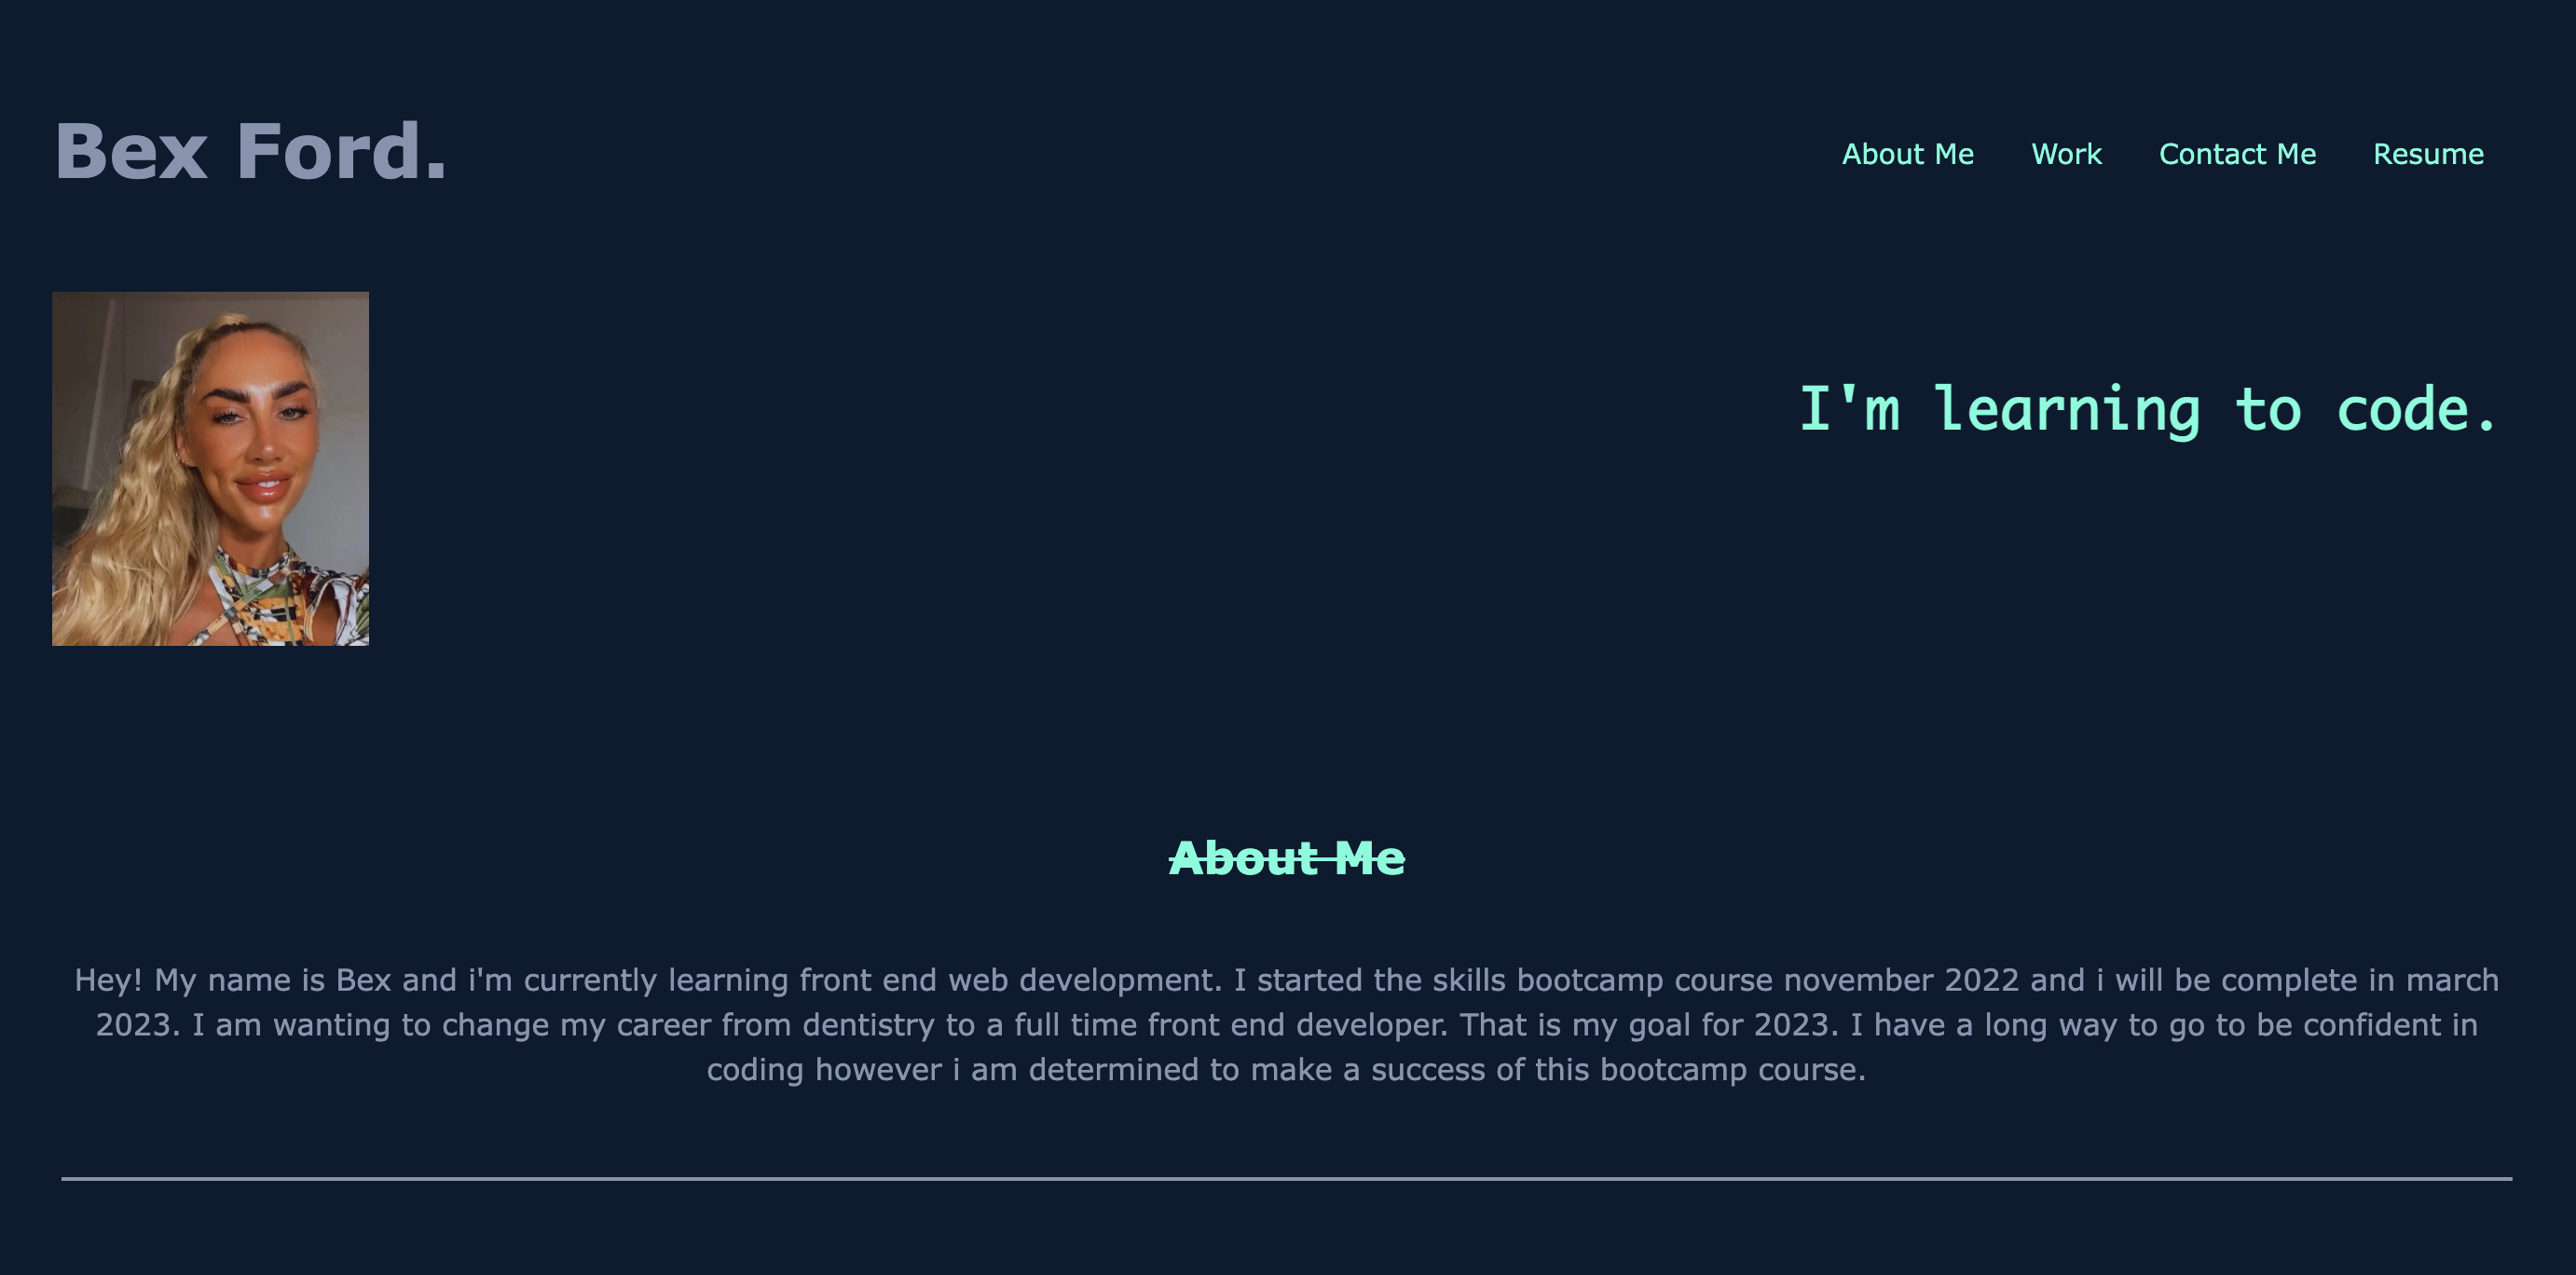 Bex Ford.
About Me Work Contact Me Resume
I'm learning to code.
About Me
Hey! My name is Bex and i'm currently learning front end web development. I started the skills bootcamp course november 2022 and i will be complete in march
2023. I am wanting to change my career from dentistry to a full time front end developer. That is my goal for 2023. I have a long way to go to be confident in
coding however i am determined to make a success of this bootcamp course.